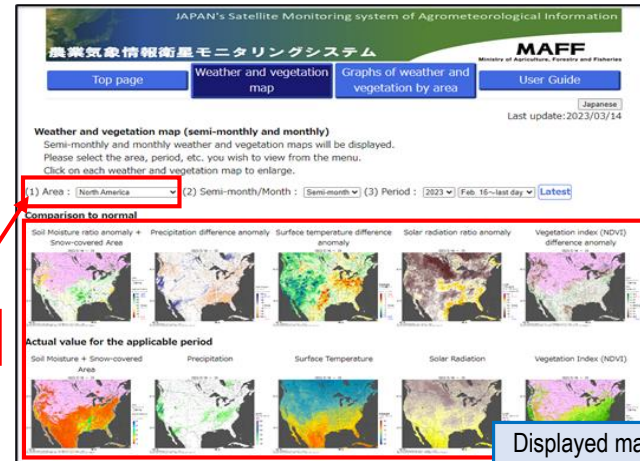 JAPAN's Satellite Monitoring system of Agrometeorological Information
農業気象情報衛星モニタリングシステム
MAFF
Ministry of Agriculture, Forestry and Fisheries
Top page
Weather and vegetation map
Graphs of weather and vegetation by area
User Guide
Japanese
Last update:2023/03/14
Weather and vegetation map (semi-monthly and monthly)
Semi-monthly and monthly weather and vegetation maps will be displayed.
Please select the area, period, etc. you wish to view from the menu.
Click on each weather and vegetation map to enlarge.
(1) Area : North America (2) Semi-month/Month : Semi-month (3) Period : 2023 Feb. 16~last day Latest
Comparison to normal
Soil Moisture ratio anomaly + Snow-covered Area
Precipitation difference anomaly
Surface temperature difference anomaly
Solar radiation ratio anomaly
Vegetation index (NDVI) difference anomaly
Actual value for the applicable period
Soil Moisture + Snow-covered Area
Precipitation
Surface Temperature
Solar Radiation
Vegetation Index (NDVI)
Displayed ma